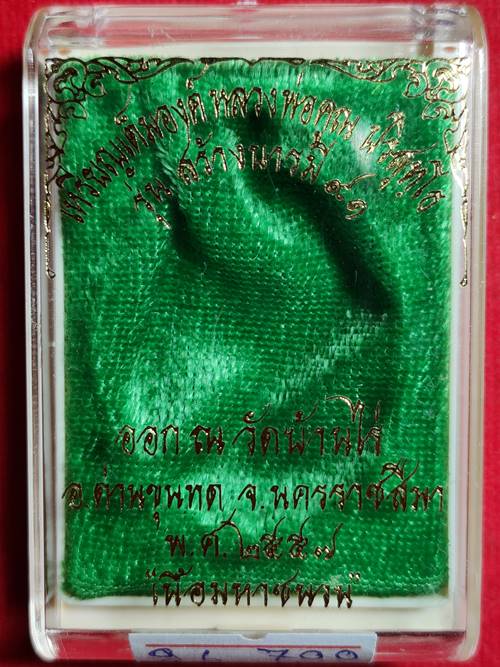 เหรียญเต็มองค์ หลวงพ่อคูณ ปริสุทฺโธ
รุ่น สร้างบารมี ๙๑
ออก ณ วัดบ้านไร่
อ.ด่านขุนทด จ.นครราชสีมา
พ.ศ. ๒๕๕๗
"เนื้อมหาชนวน"
700